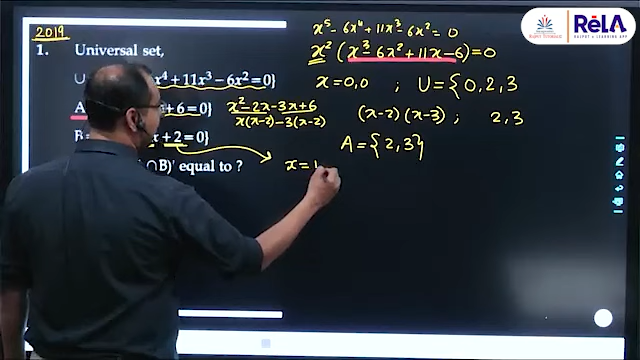 2019
1. Universal set,
x⁵ - 6x⁴ + 11x³ - 6x² = 0
x² (x³ - 6x² + 11x - 6) = 0
U x⁴ + 11x³ − 6x² = 0}
x = 0, 0 ; U = {0, 2, 3
A + 6 = 0}
x² - 2x - 3x + 6
x(x-2) - 3(x-2)
(x-2)(x-3) ; 2, 3
B= x + 2 = 0}
A = {2, 3}
∩ B)' equal to ?
x = 1
RELA